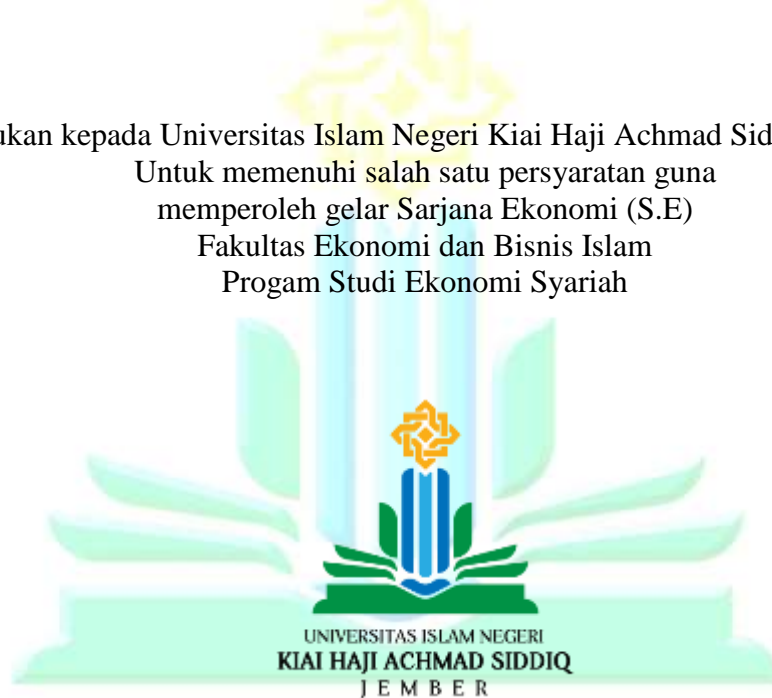 ukan kepada Universitas Islam Negeri Kiai Haji Achmad Sid
Untuk memenuhi salah satu persyaratan guna
memperoleh gelar Sarjana Ekonomi (S.E)
Fakultas Ekonomi dan Bisnis Islam
Progam Studi Ekonomi Syariah
UNIVERSITAS ISLAM NEGERI
KIAI HAJI ACHMAD SIDDIQ
JEMBER